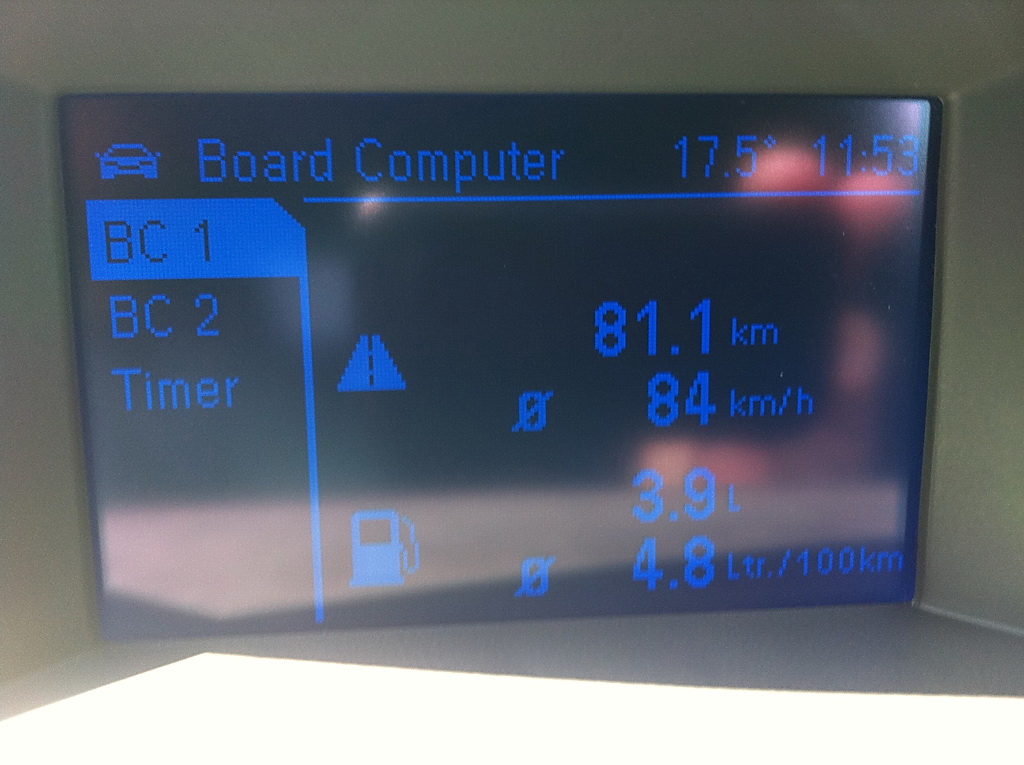 Board Computer 17.5° 11:53
BC 1
BC 2
Timer
81.1 km
Ø 84 km/h
3.9 L
Ø 4.8 Ltr./100km